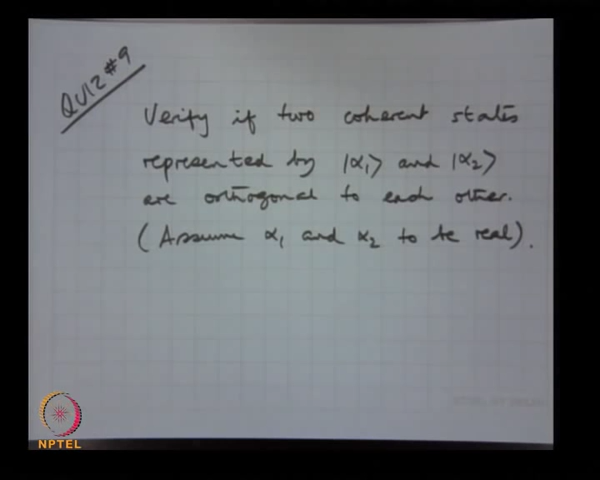 QUIZ #9
Verify if two coherent states
represented by |α₁⟩ and |α₂⟩
are orthogonal to each other.
(Assume α₁ and α₂ to be real).
NPTEL